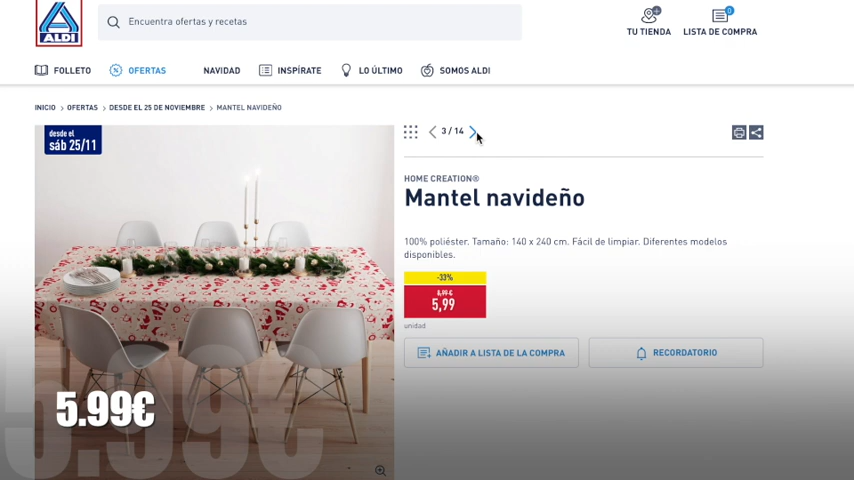 ALDI
Encuentra ofertas y recetas
TU TIENDA
0
LISTA DE COMPRA
FOLLETO
OFERTAS
NAVIDAD
INSPÍRATE
LO ÚLTIMO
SOMOS ALDI
INICIO > OFERTAS > DESDE EL 25 DE NOVIEMBRE > MANTEL NAVIDEÑO
desde el
sáb 25/11
3 / 14
HOME CREATION®
Mantel navideño
100% poliéster. Tamaño: 140 x 240 cm. Fácil de limpiar. Diferentes modelos
disponibles.
-33%
8,99 €
5,99
unidad
AÑADIR A LISTA DE LA COMPRA
RECORDATORIO
5.99€
5.99€